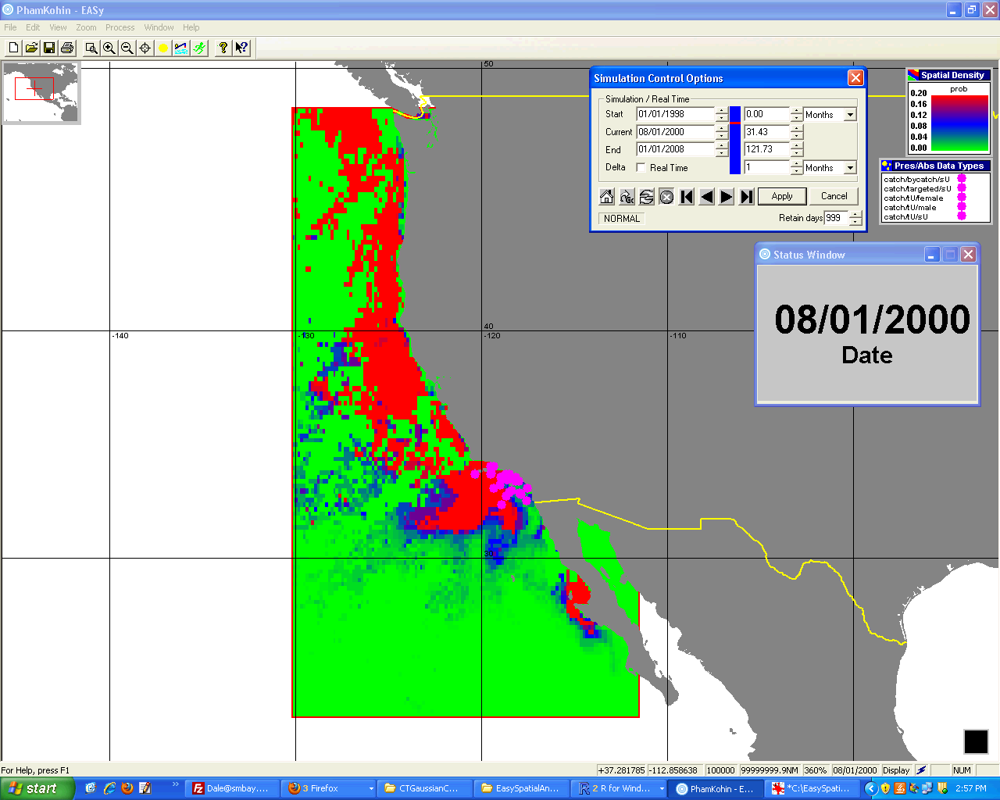 PhamKohin - EASy
File Edit View Zoom Process Window Help
50
Simulation Control Options
Simulation / Real Time
Start 01/01/1998 0.00 Months
Current 08/01/2000 31.43
End 01/01/2008 121.73
Delta Real Time 1 Months
Apply Cancel
NORMAL Retain days 999
Spatial Density
prob
0.20
0.16
0.12
0.08
0.04
0.00
Pres/Abs Data Types
catch/bycatch/sU
catch/targeted/sU
catch/tU/female
catch/tU/male
catch/tU/sU
Status Window
08/01/2000
Date
40
-140 -130 -120 -110
30
For Help, press F1 +37.281785 -112.858638 100000 99999999.9NM 360% 08/01/2000 Display NUM
start Dale@smbay.... 3 Firefox CTGaussianC... EasySpatialAn... 2 R for Wind... PhamKohin - E... *C:\EasySpati... 2:57 PM